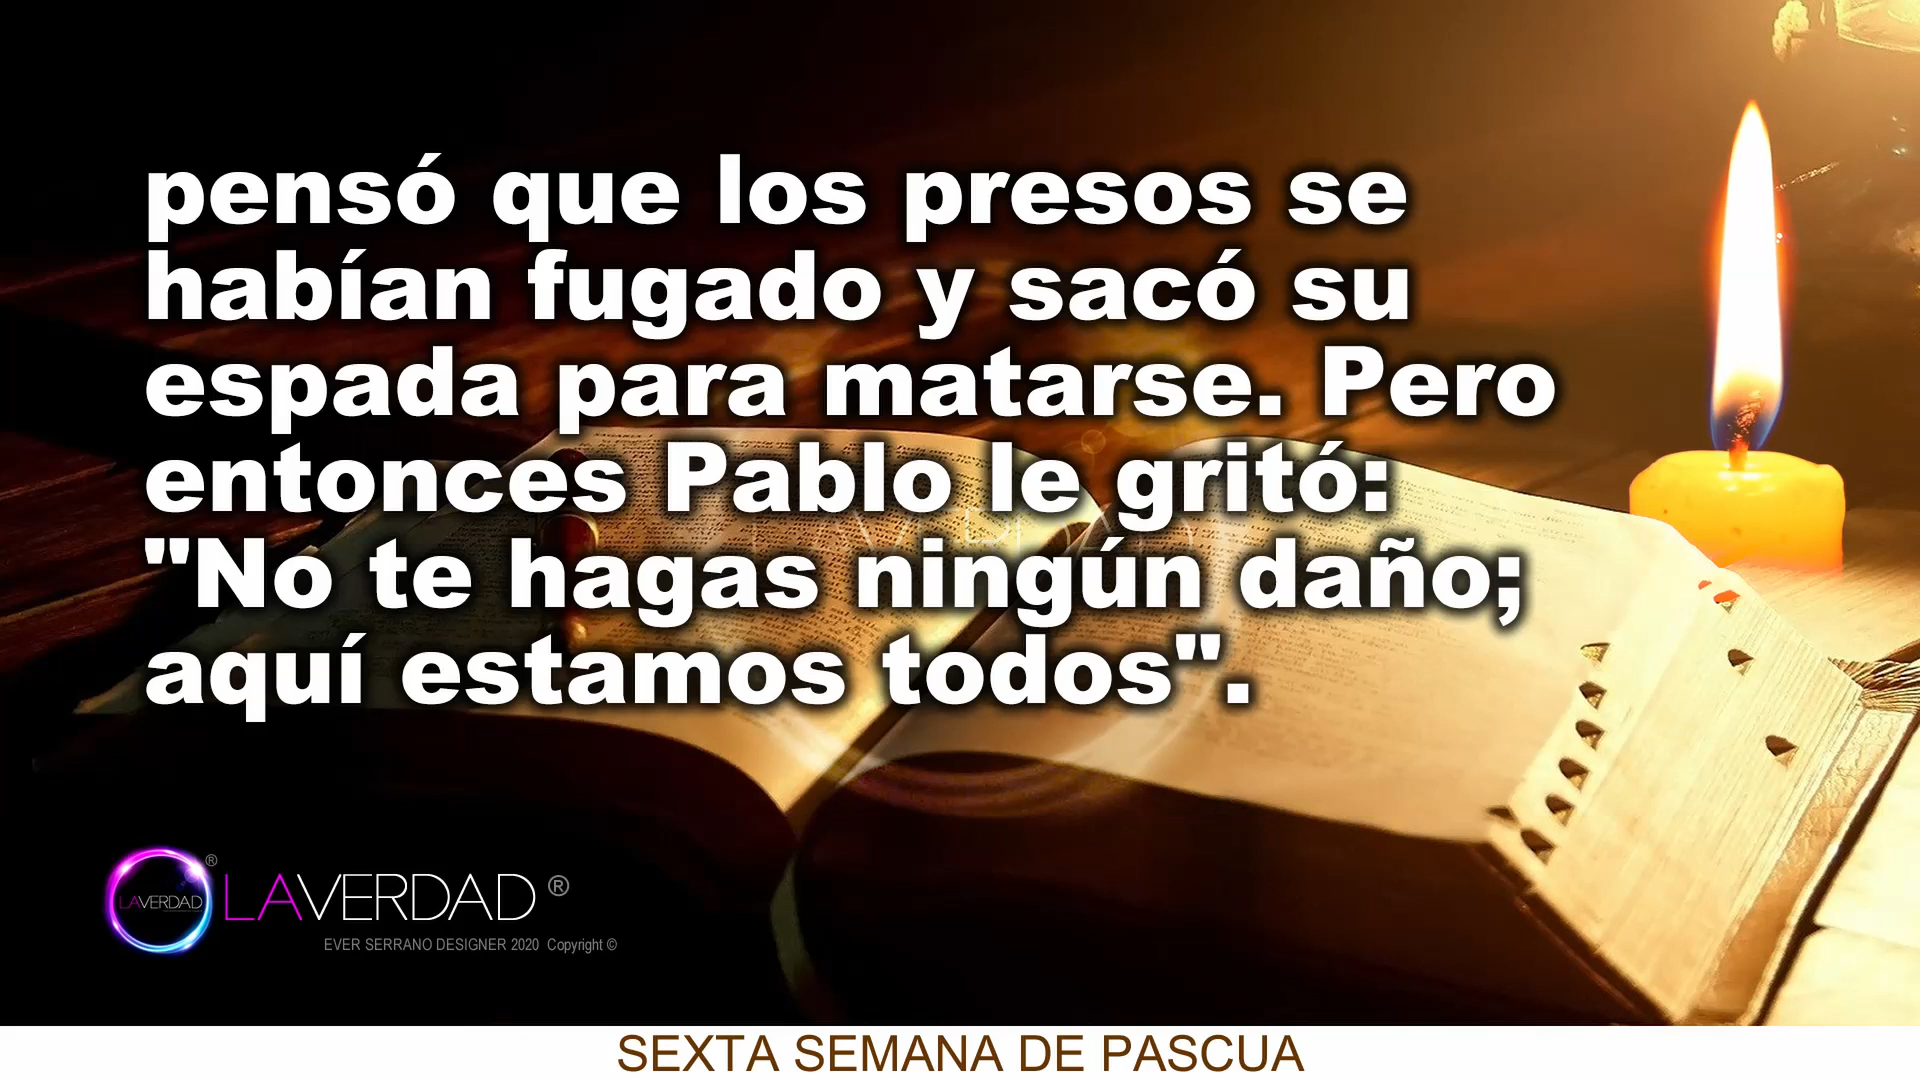 pensó que los presos se
habían fugado y sacó su
espada para matarse. Pero
entonces Pablo le gritó:
"No te hagas ningún daño;
aquí estamos todos".
LAVERDAD ®
LAVERDAD ®
EVER SERRANO DESIGNER 2020 Copyright ©
SEXTA SEMANA DE PASCUA